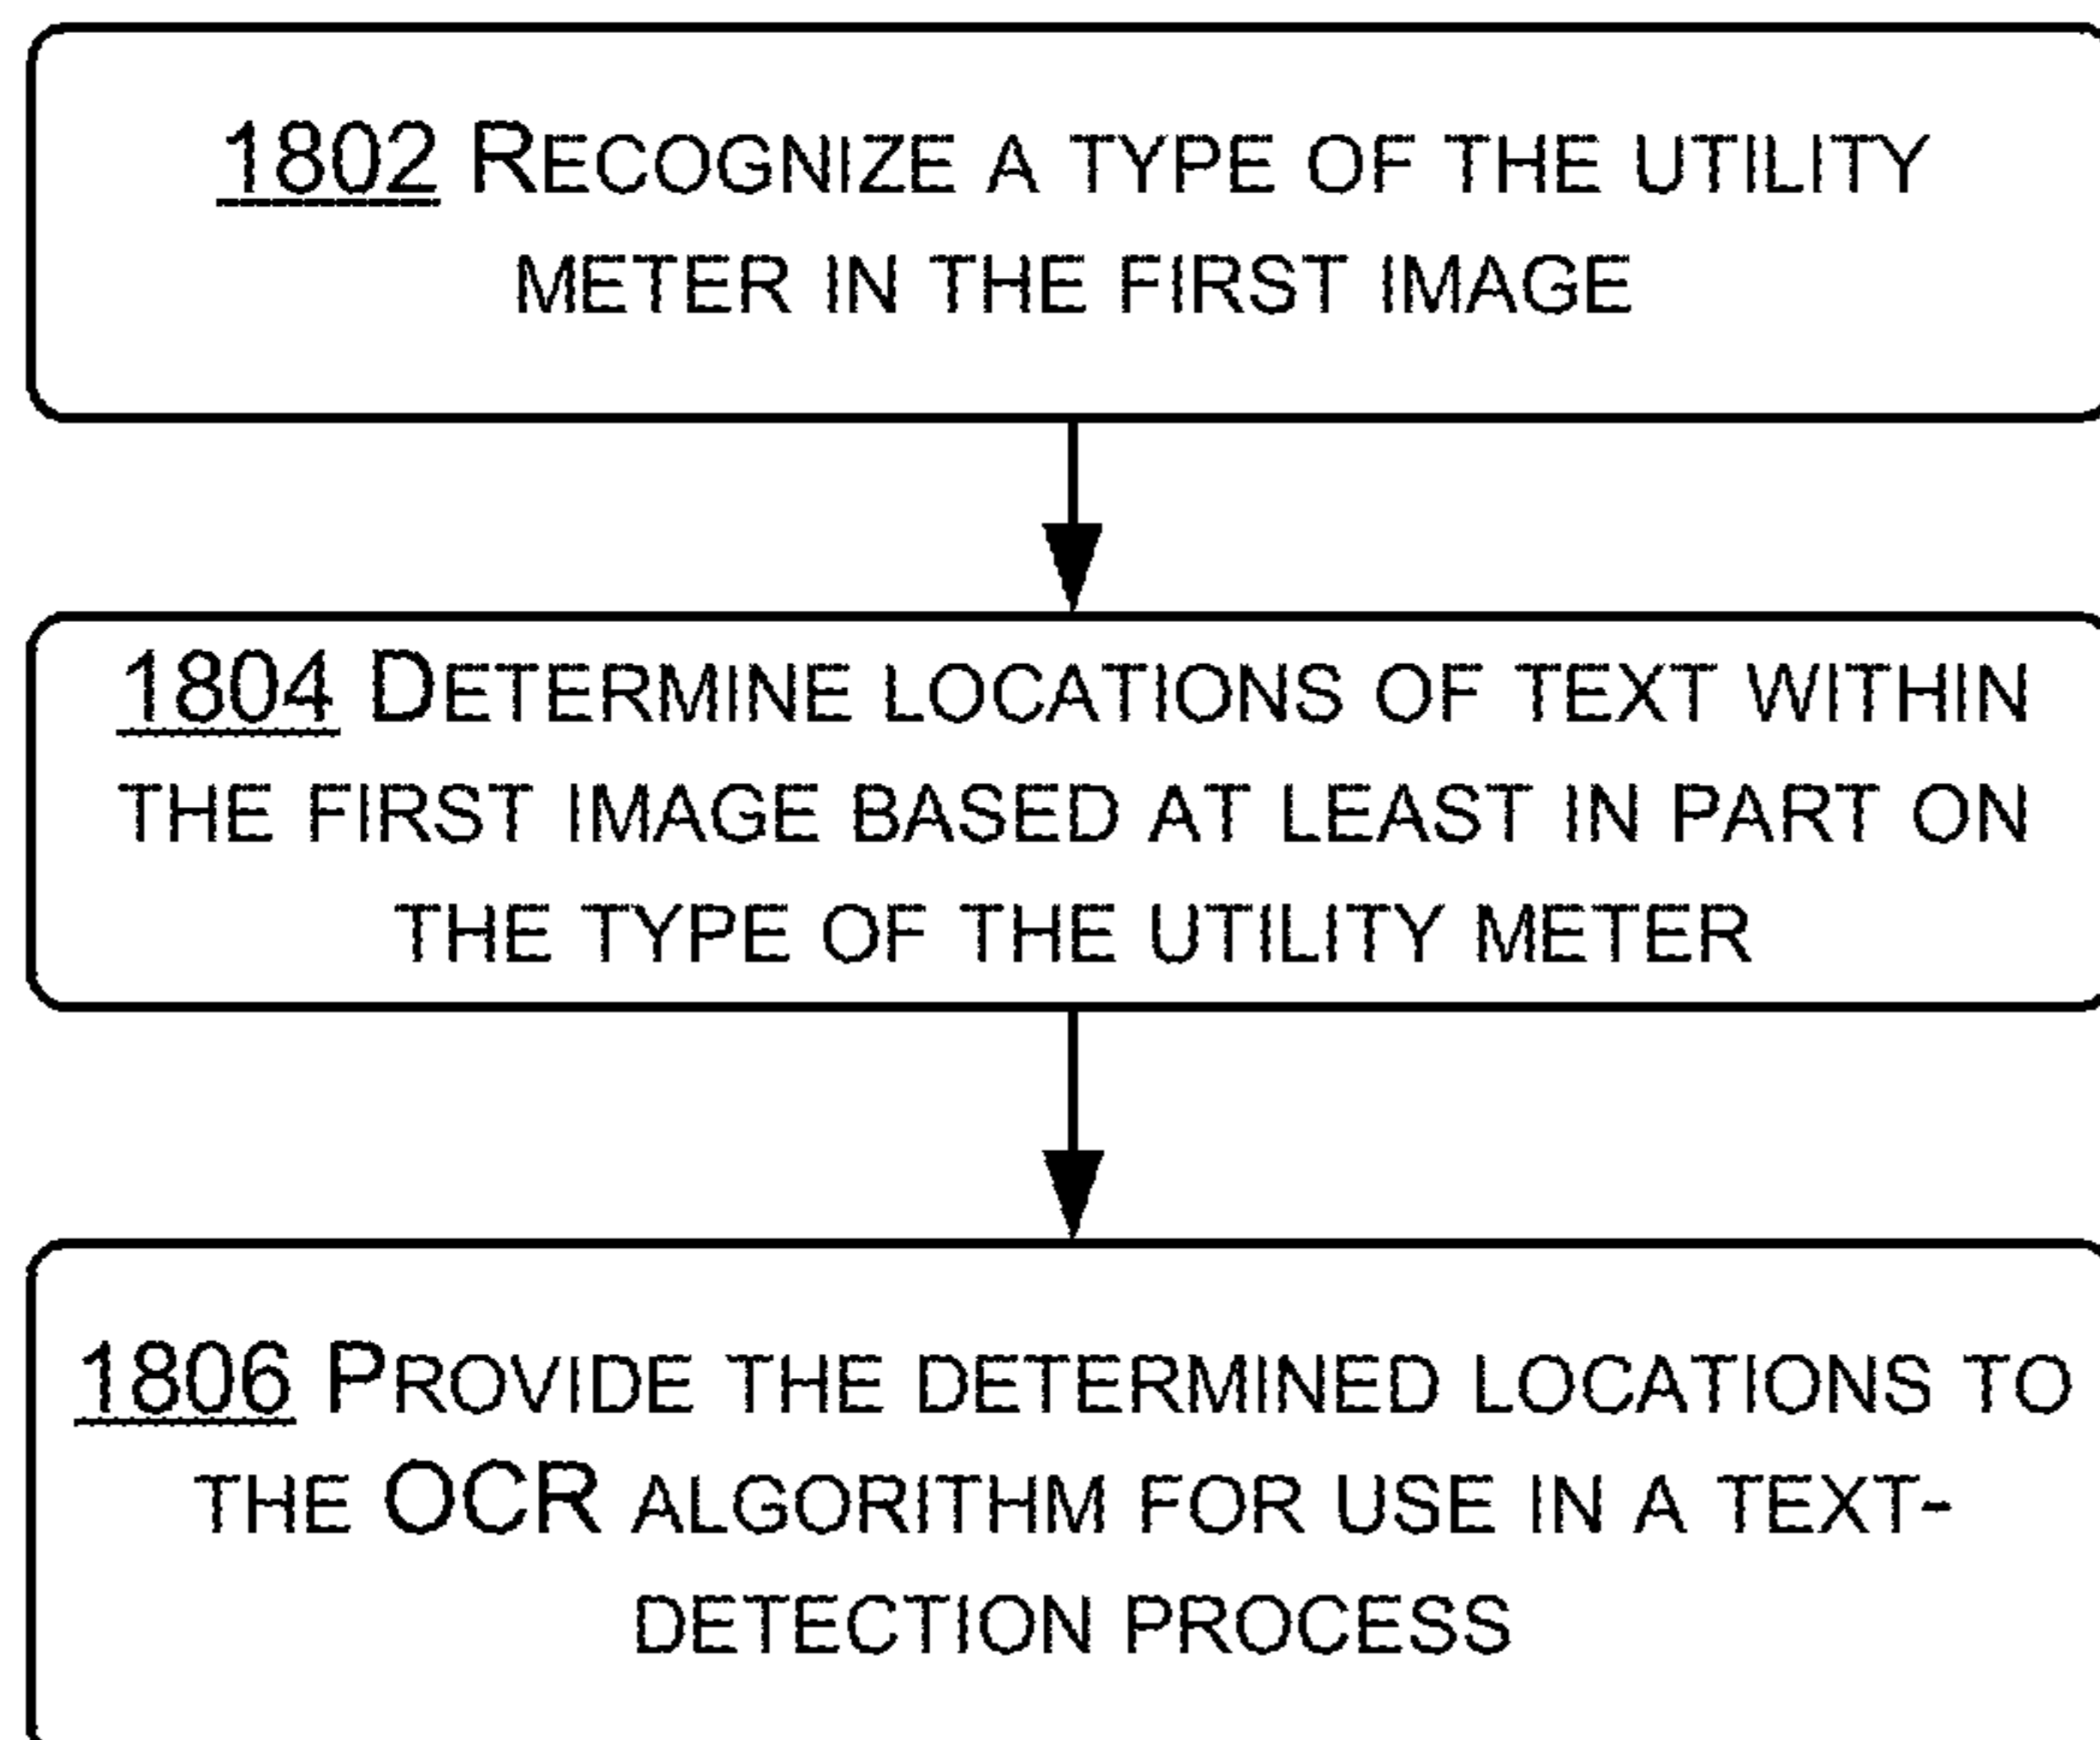 1802 RECOGNIZE A TYPE OF THE UTILITY
METER IN THE FIRST IMAGE
1804 DETERMINE LOCATIONS OF TEXT WITHIN
THE FIRST IMAGE BASED AT LEAST IN PART ON
THE TYPE OF THE UTILITY METER
1806 PROVIDE THE DETERMINED LOCATIONS TO
THE OCR ALGORITHM FOR USE IN A TEXT-
DETECTION PROCESS